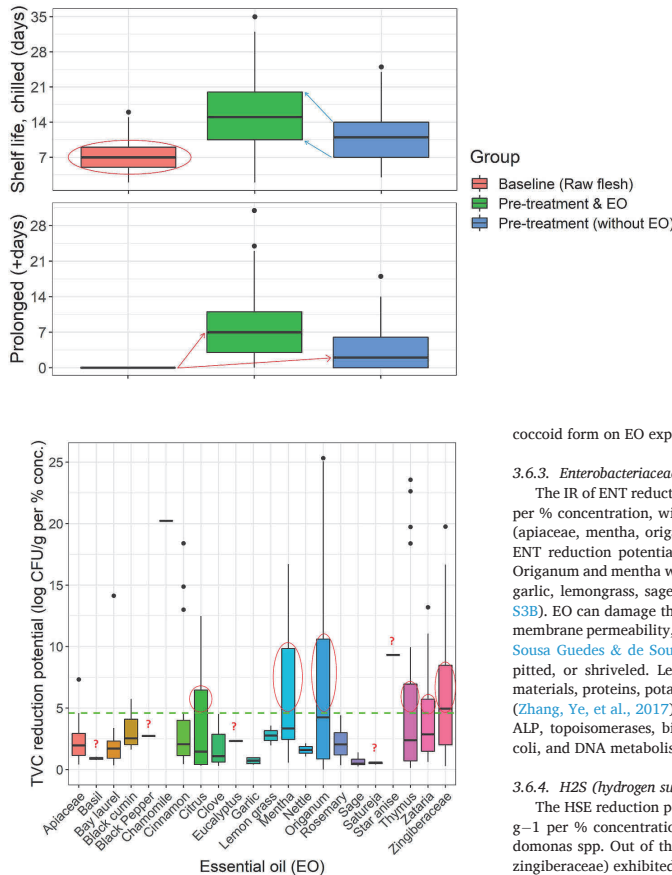 Shelf life, chilled (days)
35
28
21
14
7
Group
Baseline (Raw flesh)
Pre-treatment & EO
Pre-treatment (without EO)
Prolonged (+days)
28
21
14
7
0
TVC reduction potential (log CFU/g per % conc.)
25
20
15
10
5
0
?
?
?
?
?
Apiaceae
Basil
Bay laurel
Black cumin
Black Pepper
Chamomile
Cinnamon
Citrus
Clove
Eucalyptus
Garlic
Lemon grass
Mentha
Nettle
Origanum
Rosemary
Sage
Satureja
Star anise
Thymus
Zataria
Zingiberaceae
Essential oil (EO)
coccoid form on EO exp
3.6.3. Enterobacteriaceae
The IR of ENT reduct
per % concentration, wi
(apiaceae, mentha, orig
ENT reduction potential
Origanum and mentha w
garlic, lemongrass, sage
S3B). EO can damage th
membrane permeability,
Sousa Guedes & de Sou
pitted, or shriveled. Le
materials, proteins, pota
(Zhang, Ye, et al., 2017)
ALP, topoisomerases, bi
coli, and DNA metabolis
3.6.4. H2S (hydrogen su
The HSE reduction p
g−1 per % concentration
domonas spp. Out of th
zingiberaceae) exhibited